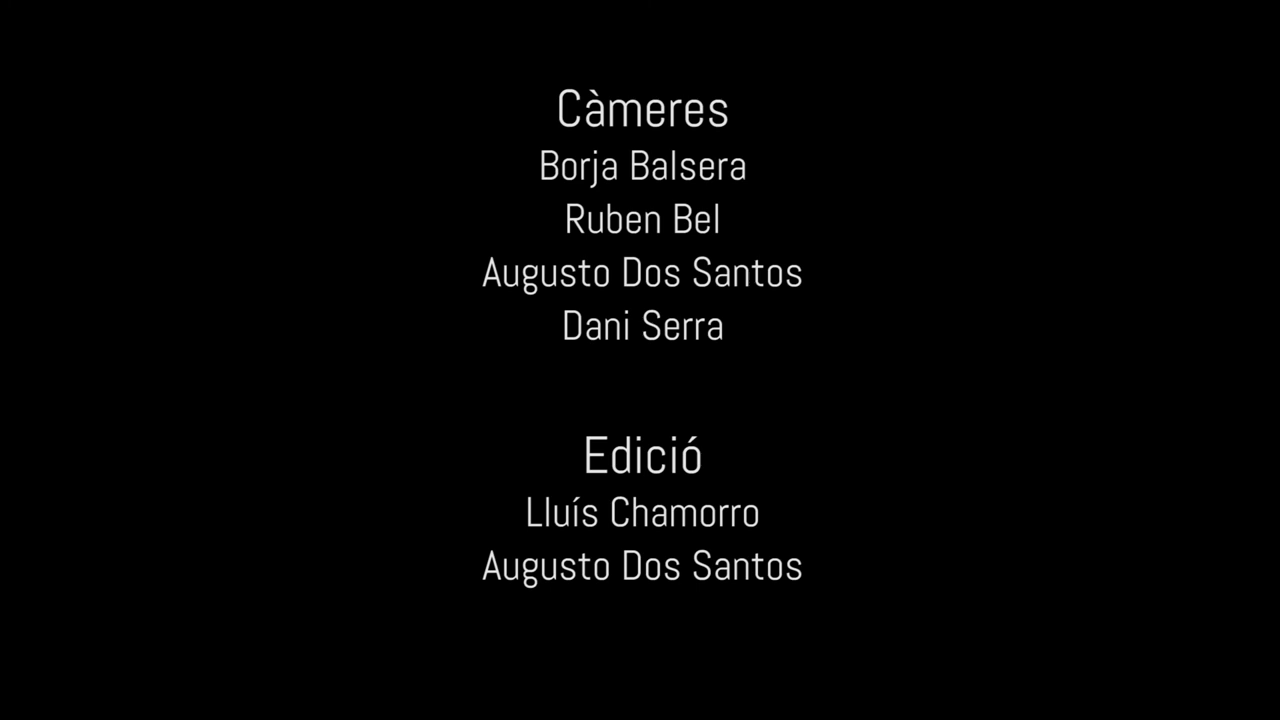 Càmeres
Borja Balsera
Ruben Bel
Augusto Dos Santos
Dani Serra
Edició
Lluís Chamorro
Augusto Dos Santos